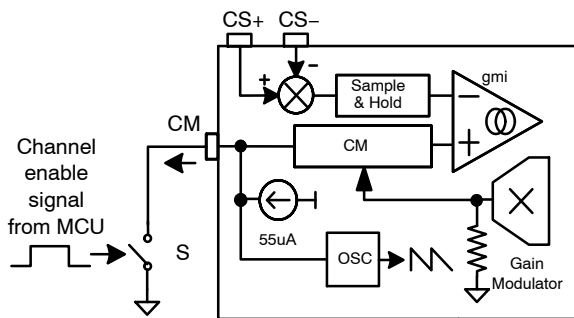 CS+ CS−
+
−
Sample
& Hold
gmi
−
+
CM
CM
Channel
enable
signal
from MCU
S
55uA
OSC
Gain
Modulator